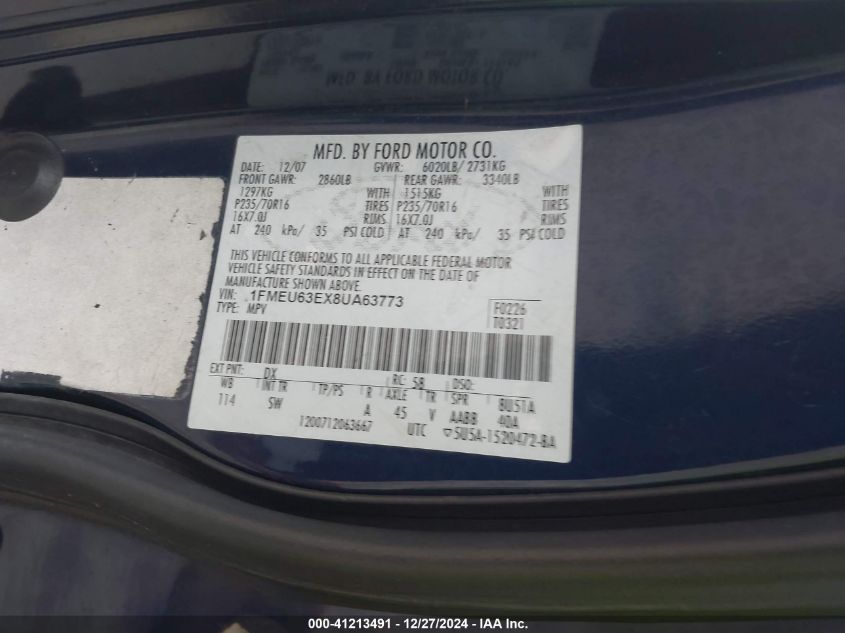 MFD. BY FORD MOTOR CO.
DATE: 12/07 GVWR: 6020LB/ 2731KG
FRONT GAWR: 2860LB REAR GAWR: 3340LB
1297KG WITH 1515KG WITH
P235/70R16 TIRES P235/70R16 TIRES
16X7.0J RIMS 16X7.0J RIMS
AT 240 kPa/ 35 PSI COLD AT 240 kPa/ 35 PSI COLD
THIS VEHICLE CONFORMS TO ALL APPLICABLE FEDERAL MOTOR
VEHICLE SAFETY STANDARDS IN EFFECT ON THE DATE OF
MANUFACTURE SHOWN ABOVE.
VIN: 1FMEU63EX8UA63773 F0226
TYPE: MPV T0321
EXT PNT: DX RC: 58 DSO:
WB INT TR TP/PS R AXLE TR SPR 8U51A
114 SW A 45 V AABB 40A
1200712063667 UTC ▽5U5A-1520472-BA
000-41213491 - 12/27/2024 - IAA Inc.